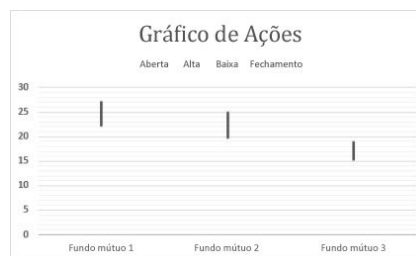 Gráfico de Ações
Aberta Alta Baixa Fechamento
30
25
20
15
10
5
0
Fundo mútuo 1 Fundo mútuo 2 Fundo mútuo 3